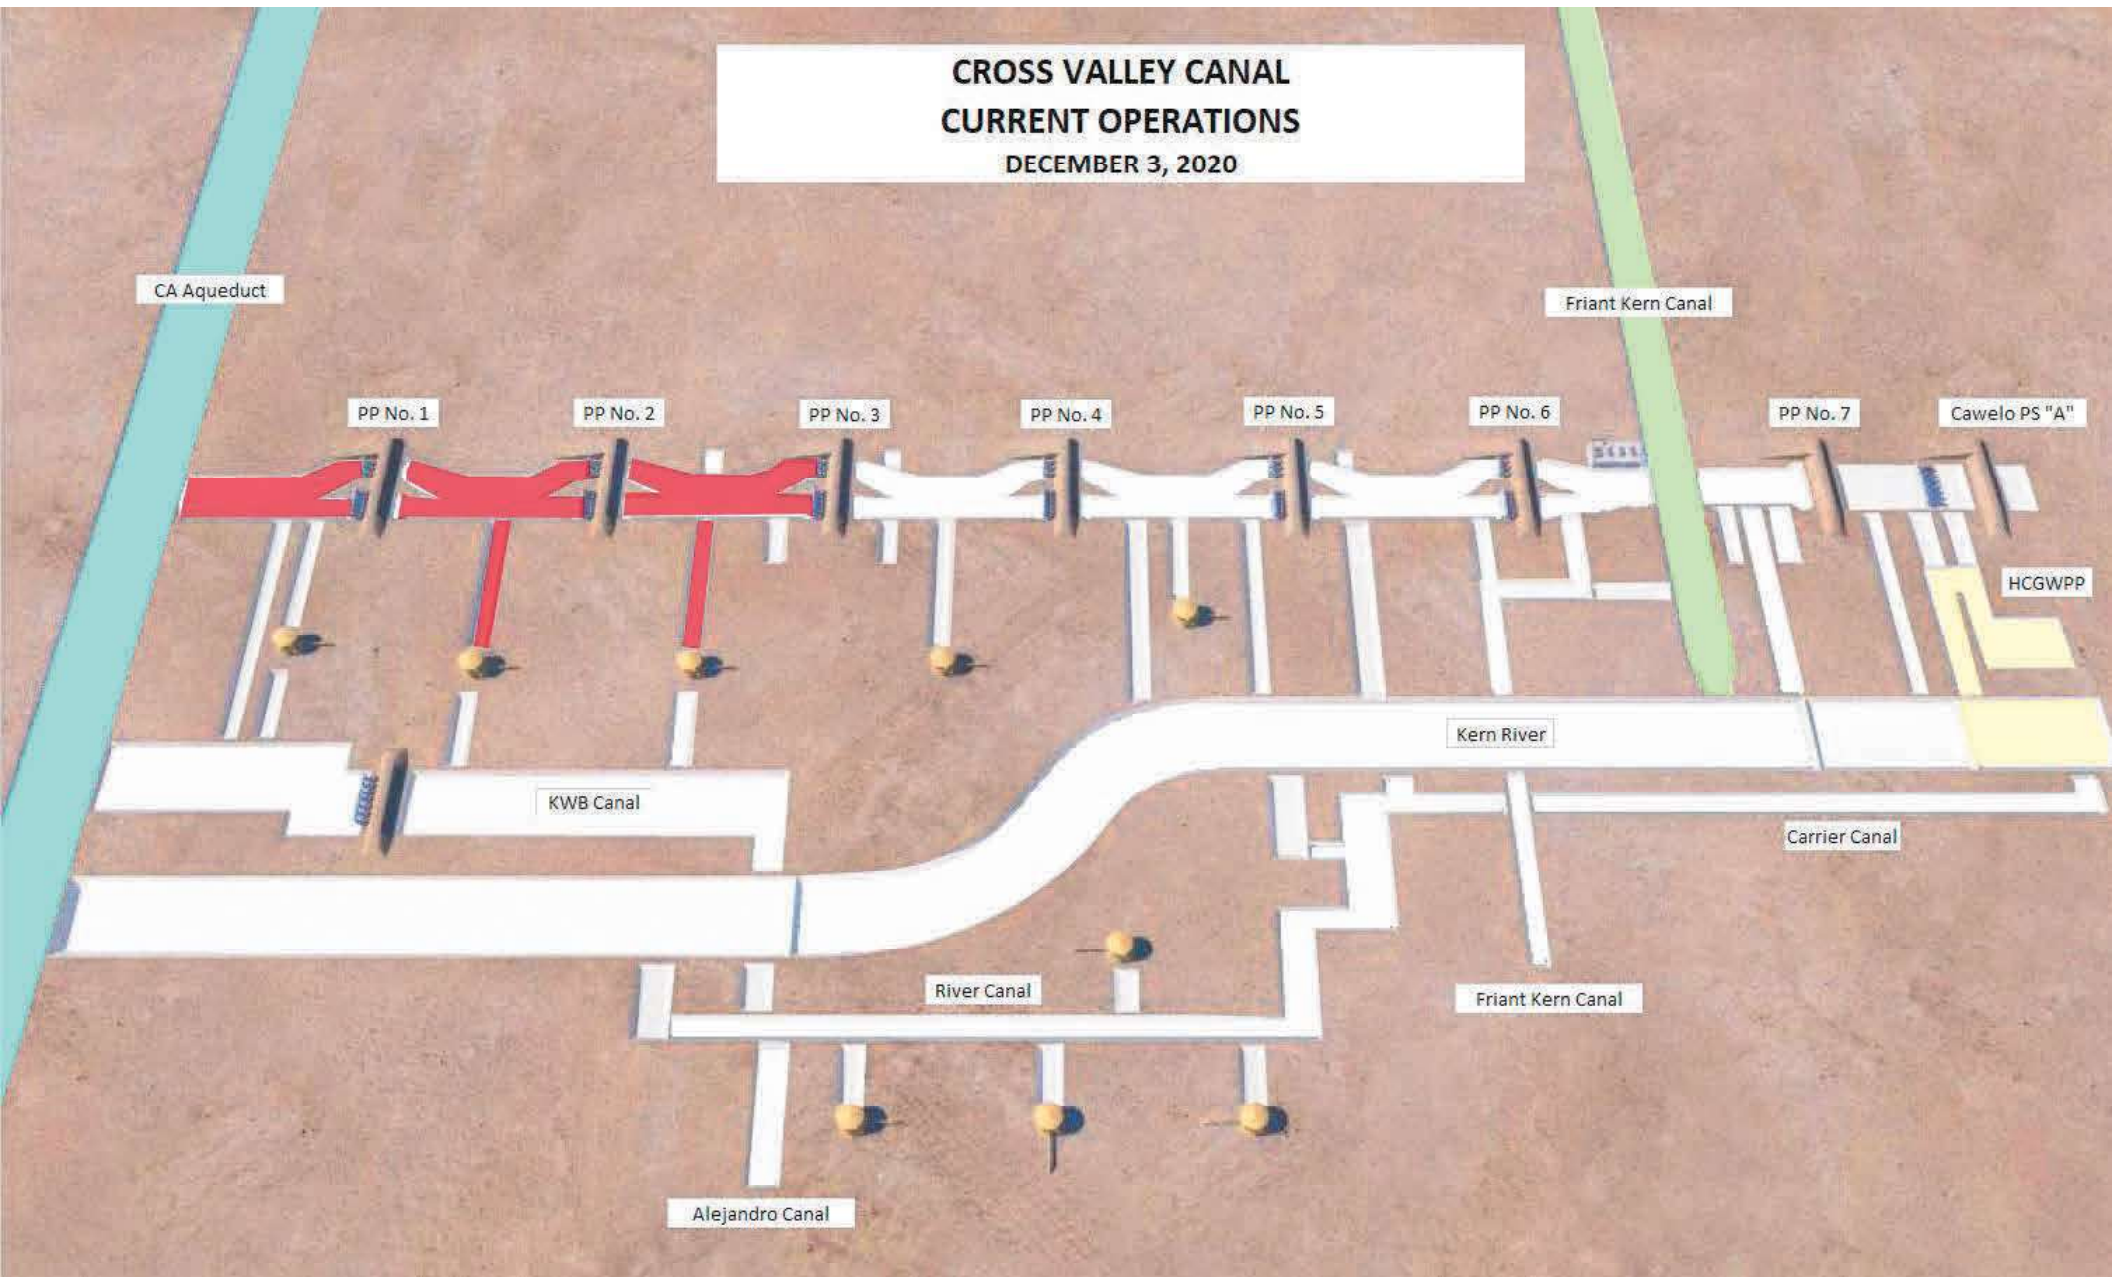 CROSS VALLEY CANAL
CURRENT OPERATIONS
DECEMBER 3, 2020
CA Aqueduct
Friant Kern Canal
PP No. 1
PP No. 2
PP No. 3
PP No. 4
PP No. 5
PP No. 6
PP No. 7
Cawelo PS "A"
HCGWPP
Kern River
KWB Canal
Carrier Canal
River Canal
Friant Kern Canal
Alejandro Canal